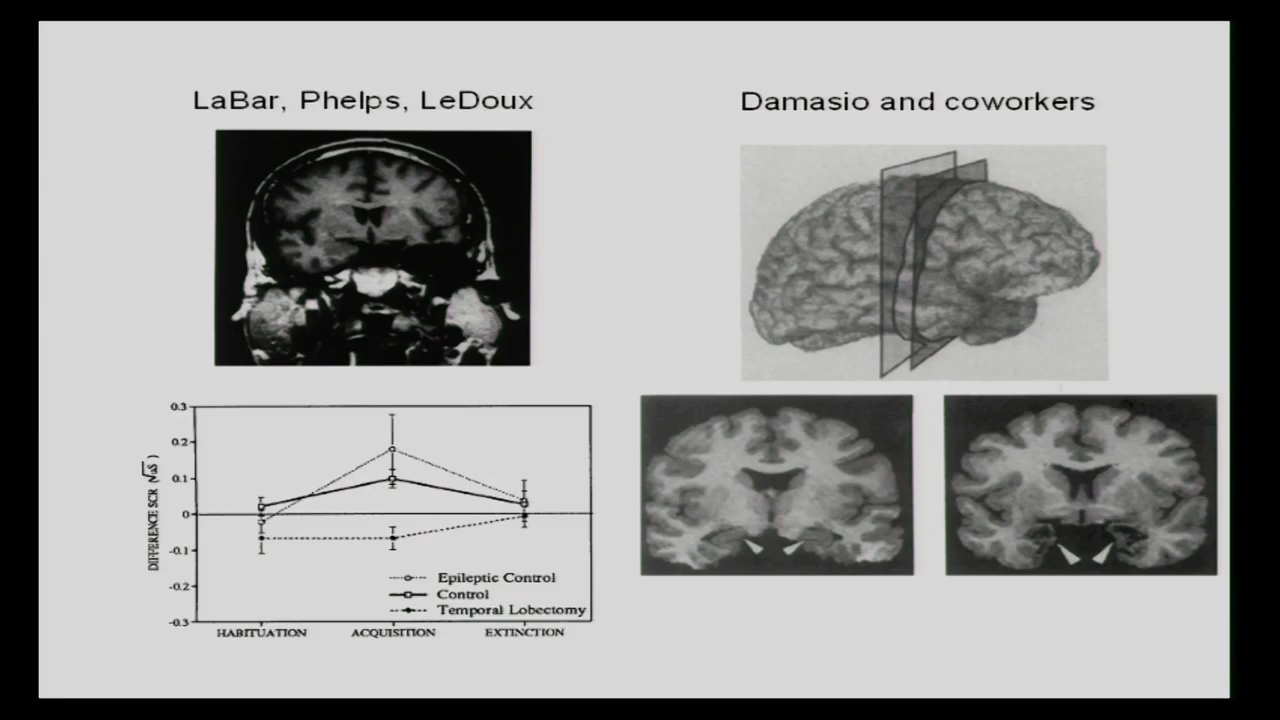 LaBar, Phelps, LeDoux
Damasio and coworkers
0.3
0.2
0.1
0
-0.1
-0.2
-0.3
DIFFERENCE SCR (√uS)
Epileptic Control
Control
Temporal Lobectomy
HABITUATION ACQUISITION EXTINCTION